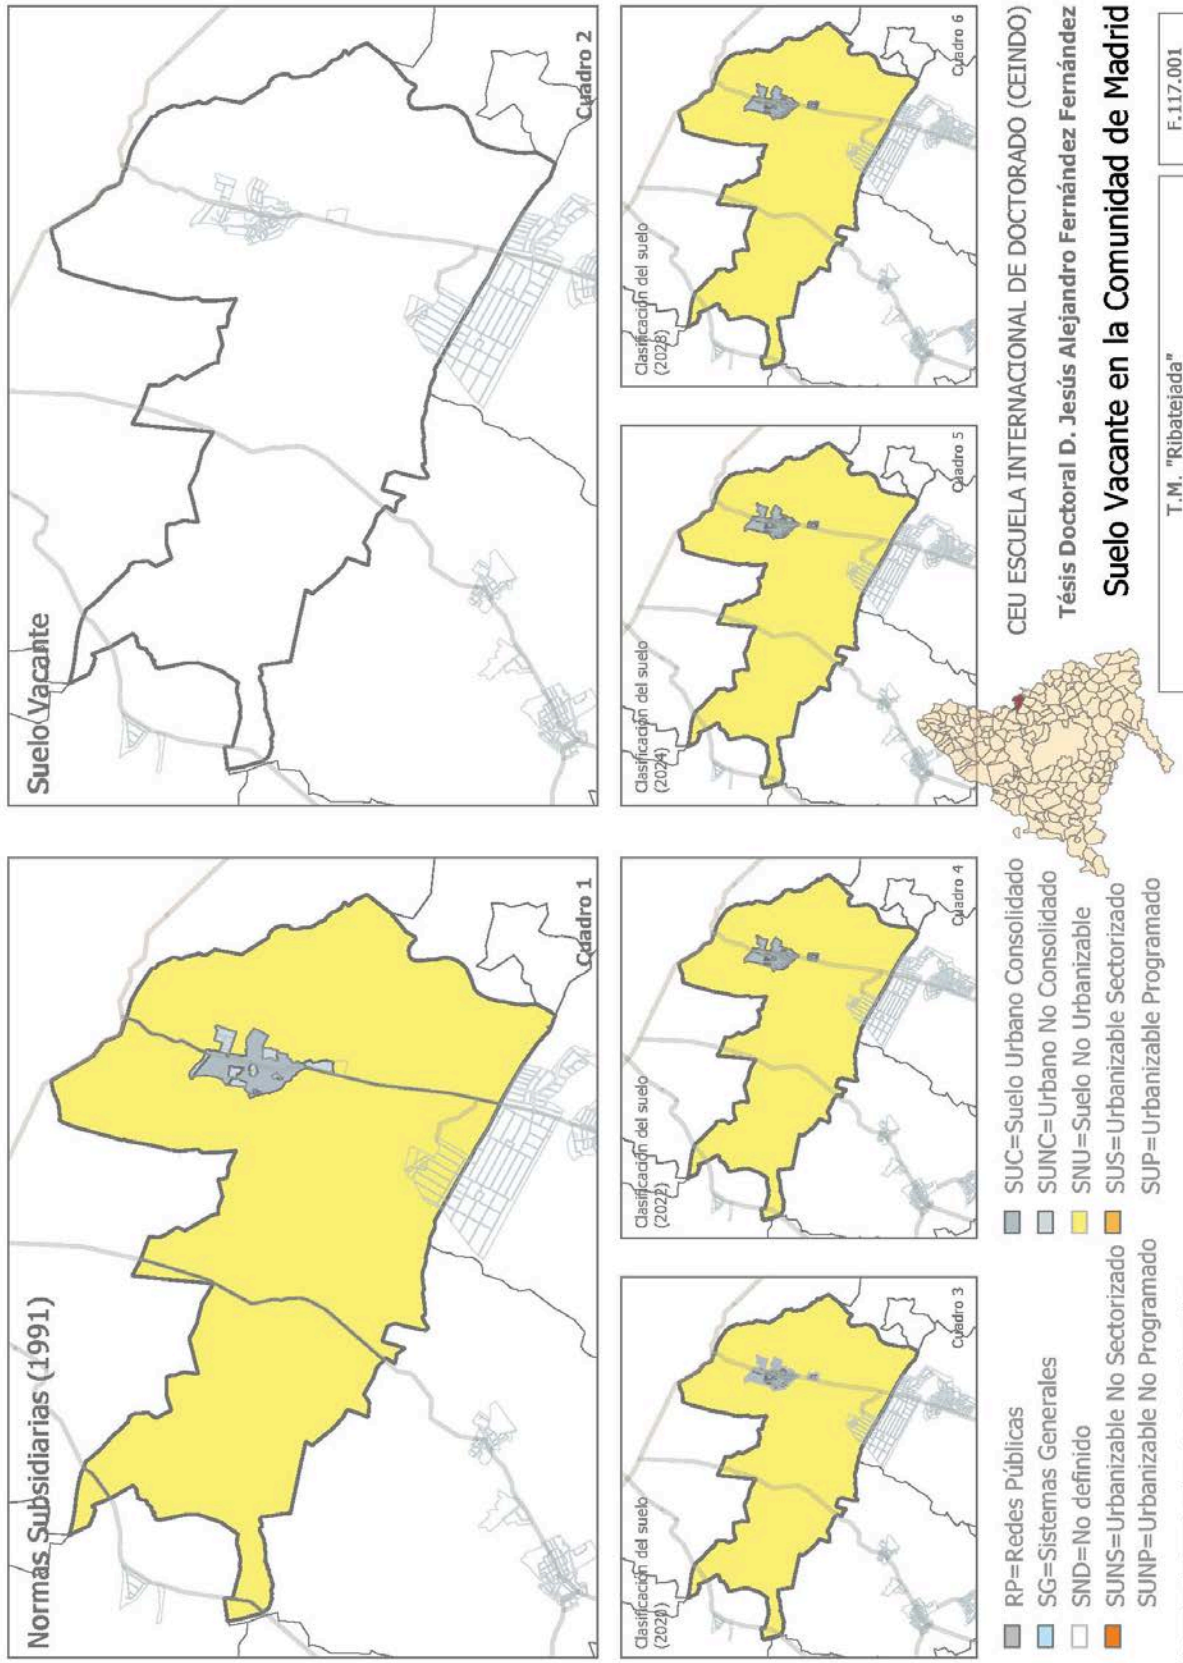 Normas Subsidiarias (1991)
Cuadro 1
Suelo Vacante
Cuadro 2
Clasificación del suelo
(2020)
Cuadro 3
Clasificación del suelo
(2022)
Cuadro 4
Clasificación del suelo
(2024)
Cuadro 5
Clasificación del suelo
(2028)
Cuadro 6
RP=Redes Públicas
SG=Sistemas Generales
SND=No definido
SUNS=Urbanizable No Sectorizado
SUNP=Urbanizable No Programado
SUC=Suelo Urbano Consolidado
SUNC=Urbano No Consolidado
SNU=Suelo No Urbanizable
SUS=Urbanizable Sectorizado
SUP=Urbanizable Programado
CEU ESCUELA INTERNACIONAL DE DOCTORADO (CEINDO)
Tésis Doctoral D. Jesús Alejandro Fernández Fernández
Suelo Vacante en la Comunidad de Madrid
T.M. "Ribatejada"
F.117.001